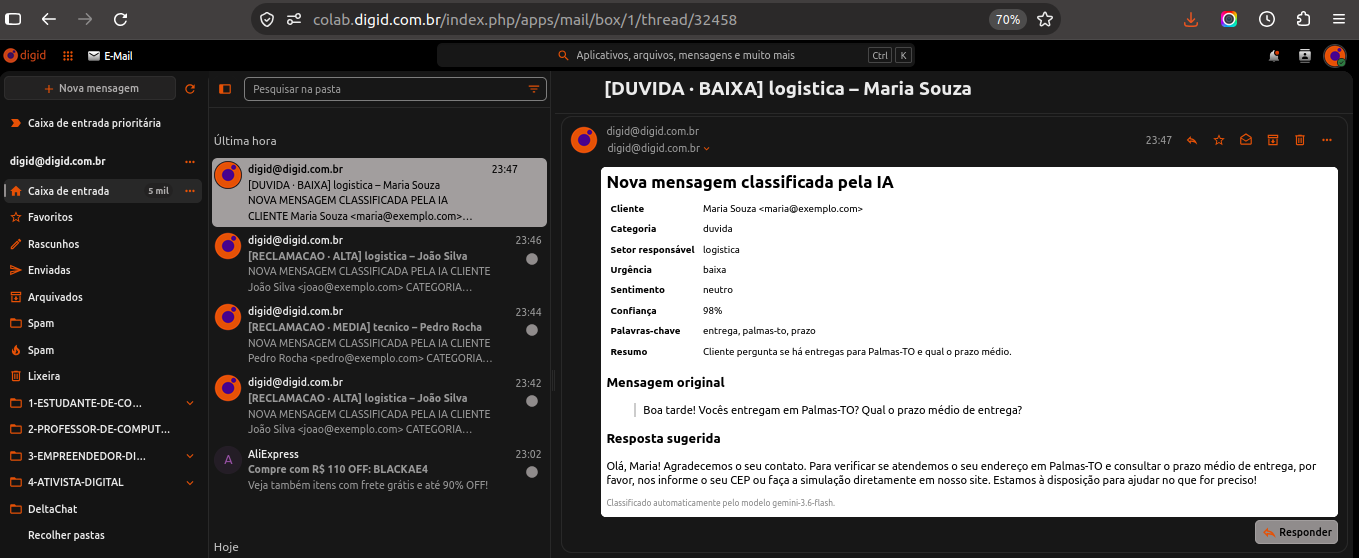 colab.digid.com.br/index.php/apps/mail/box/1/thread/32458
70%
digid
E-Mail
Aplicativos, arquivos, mensagens e muito mais
Ctrl K
Nova mensagem
Caixa de entrada prioritária
digid@digid.com.br
Caixa de entrada 5 mil
Favoritos
Rascunhos
Enviadas
Arquivados
Spam
Spam
Lixeira
1-ESTUDANTE-DE-CO...
2-PROFESSOR-DE-COMPUT...
3-EMPREENDEDOR-DI...
4-ATIVISTA-DIGITAL
DeltaChat
Recolher pastas
Pesquisar na pasta
Última hora
digid@digid.com.br 23:47
[DUVIDA · BAIXA] logistica – Maria Souza
NOVA MENSAGEM CLASSIFICADA PELA IA
CLIENTE Maria Souza <maria@exemplo.com>...
digid@digid.com.br 23:46
[RECLAMACAO · ALTA] logistica – João Silva
NOVA MENSAGEM CLASSIFICADA PELA IA CLIENTE
João Silva <joao@exemplo.com> CATEGORIA...
digid@digid.com.br 23:44
[RECLAMACAO · MEDIA] tecnico – Pedro Rocha
NOVA MENSAGEM CLASSIFICADA PELA IA CLIENTE
Pedro Rocha <pedro@exemplo.com> CATEGORIA...
digid@digid.com.br 23:42
[RECLAMACAO · ALTA] logistica – João Silva
NOVA MENSAGEM CLASSIFICADA PELA IA CLIENTE
João Silva <joao@exemplo.com> CATEGORIA...
A
AliExpress 23:02
Compre com R$ 110 OFF: BLACKAE4
Veja também itens com frete grátis e até 90% OFF!
Hoje
[DUVIDA · BAIXA] logistica – Maria Souza
digid@digid.com.br
digid@digid.com.br
23:47
Nova mensagem classificada pela IA
Cliente Maria Souza <maria@exemplo.com>
Categoria duvida
Setor responsável logistica
Urgência baixa
Sentimento neutro
Confiança 98%
Palavras-chave entrega, palmas-to, prazo
Resumo Cliente pergunta se há entregas para Palmas-TO e qual o prazo médio.
Mensagem original
Boa tarde! Vocês entregam em Palmas-TO? Qual o prazo médio de entrega?
Resposta sugerida
Olá, Maria! Agradecemos o seu contato. Para verificar se atendemos o seu endereço em Palmas-TO e consultar o prazo médio de entrega, por
favor, nos informe o seu CEP ou faça a simulação diretamente em nosso site. Estamos à disposição para ajudar no que for preciso!
Classificado automaticamente pelo modelo gemini-3.6-flash.
Responder